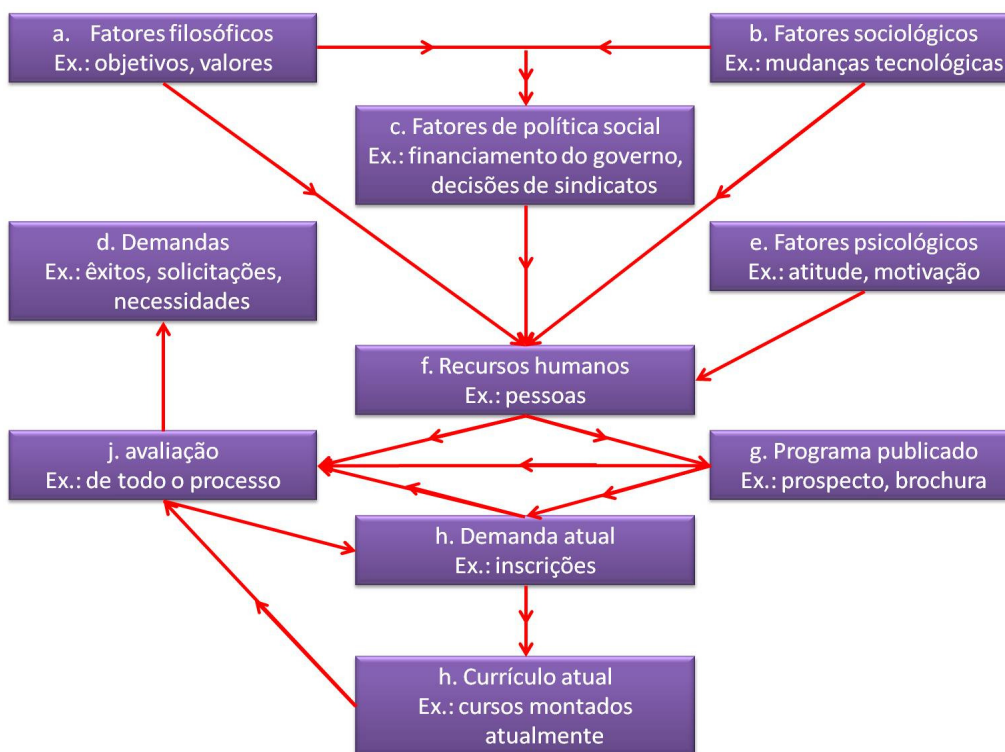 a. Fatores filosóficos
Ex.: objetivos, valores
b. Fatores sociológicos
Ex.: mudanças tecnológicas
c. Fatores de política social
Ex.: financiamento do governo,
decisões de sindicatos
d. Demandas
Ex.: êxitos, solicitações,
necessidades
e. Fatores psicológicos
Ex.: atitude, motivação
f. Recursos humanos
Ex.: pessoas
j. avaliação
Ex.: de todo o processo
g. Programa publicado
Ex.: prospecto, brochura
h. Demanda atual
Ex.: inscrições
h. Currículo atual
Ex.: cursos montados
atualmente